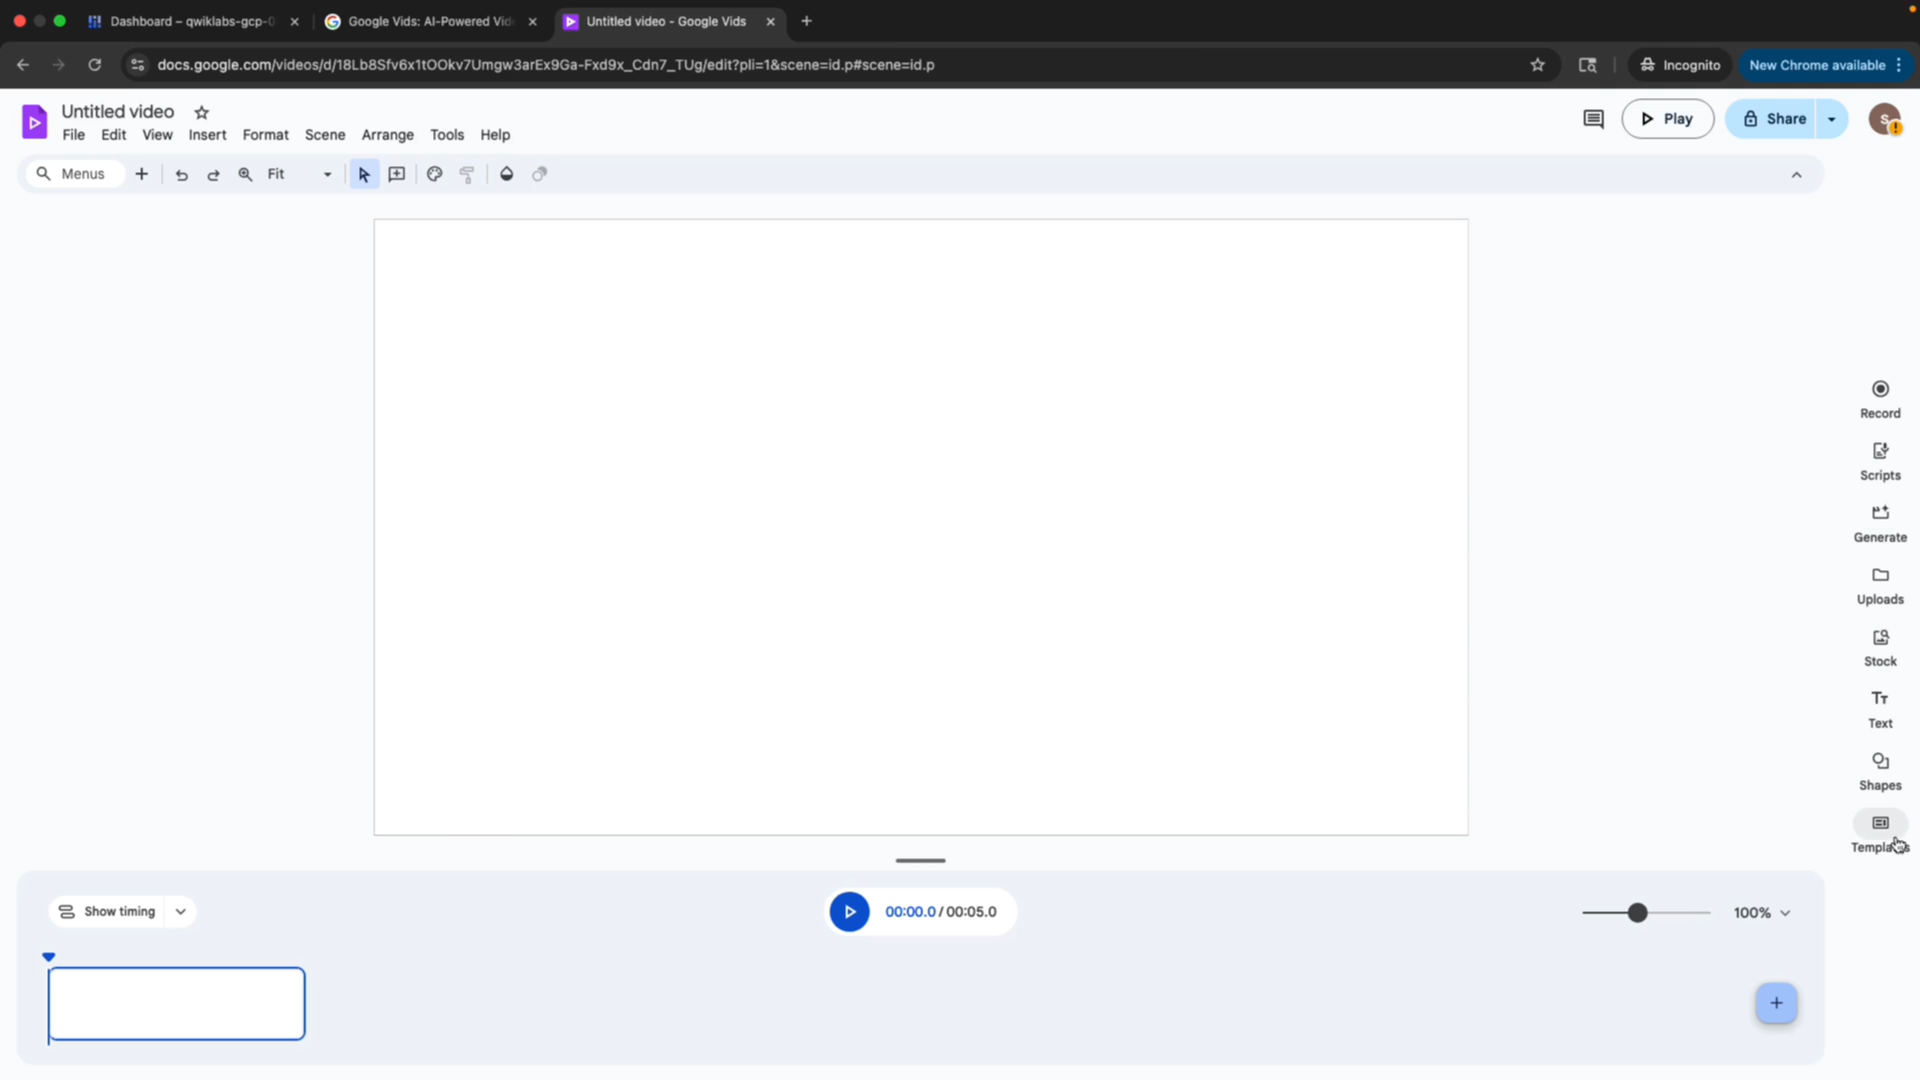 Dashboard – qwiklabs-gcp-0
Google Vids: AI-Powered Vid
Untitled video - Google Vids
docs.google.com/videos/d/18Lb8Sfv6x1tOOkv7Umgw3arEx9Ga-Fxd9x_Cdn7_TUg/edit?pli=1&scene=id.p#scene=id.p
Incognito
New Chrome available
Untitled video
Play
Share
S
File Edit View Insert Format Scene Arrange Tools Help
Menus
Fit
Record
Scripts
Generate
Uploads
Stock
Tт
Text
Shapes
Templates
Show timing
00:00.0 / 00:05.0
100%